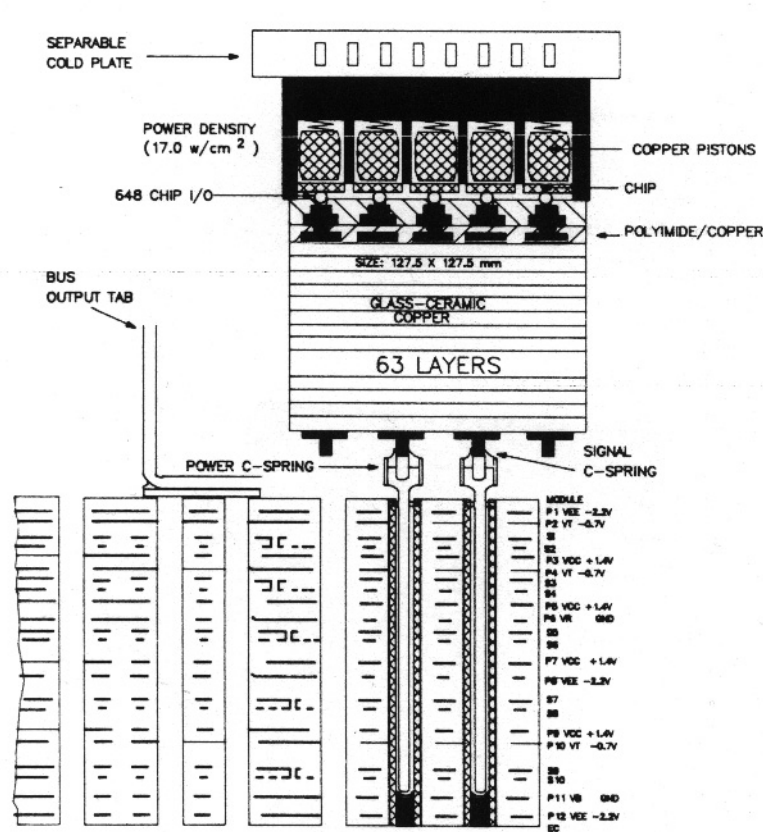 SEPARABLE
COLD PLATE
POWER DENSITY
(17.0 w/cm 2 )
COPPER PISTONS
CHIP
648 CHIP I/O
POLYIMIDE/COPPER
SIZE: 127.5 X 127.5 mm
BUS
OUTPUT TAB
GLASS-CERAMIC
COPPER
63 LAYERS
SIGNAL
C-SPRING
POWER C-SPRING
MODULE
P1 VEE -2.2V
P2 VT -0.7V
S1
S2
P3 VCC +1.4V
P4 VT -0.7V
S3
S4
P5 VCC +1.4V
P6 VR GND
S5
S6
P7 VCC +1.4V
P8 VEE -2.2V
S7
S8
P9 VCC +1.4V
P10 VT -0.7V
S9
S10
P11 VB GND
P12 VEE -2.2V
EC